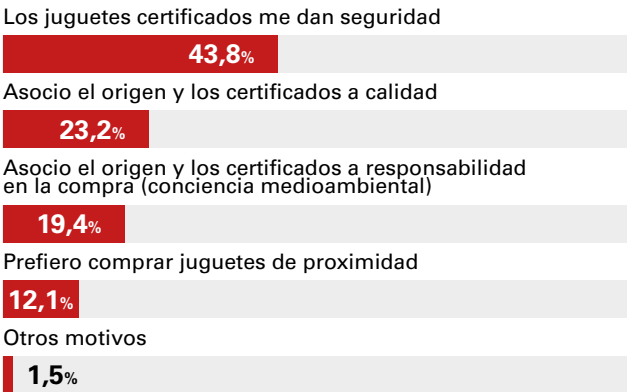 Los juguetes certificados me dan seguridad
43,8%
Asocio el origen y los certificados a calidad
23,2%
Asocio el origen y los certificados a responsabilidad
en la compra (conciencia medioambiental)
19,4%
Prefiero comprar juguetes de proximidad
12,1%
Otros motivos
1,5%